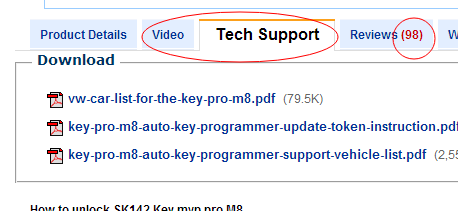 Product Details Video Tech Support Reviews (98) W
Download
vw-car-list-for-the-key-pro-m8.pdf (79.5K)
key-pro-m8-auto-key-programmer-update-token-instruction.pdf
key-pro-m8-auto-key-programmer-support-vehicle-list.pdf (2,55
How to unlock SK142 Key mvp pro M8